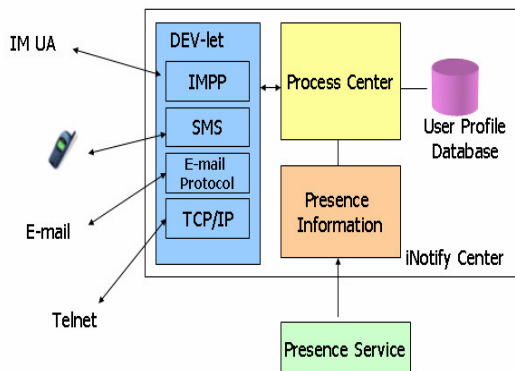 IM UA
E-mail
Telnet
DEV-let
IMPP
SMS
E-mail
Protocol
TCP/IP
Process Center
User Profile
Database
Presence
Information
iNotify Center
Presence Service